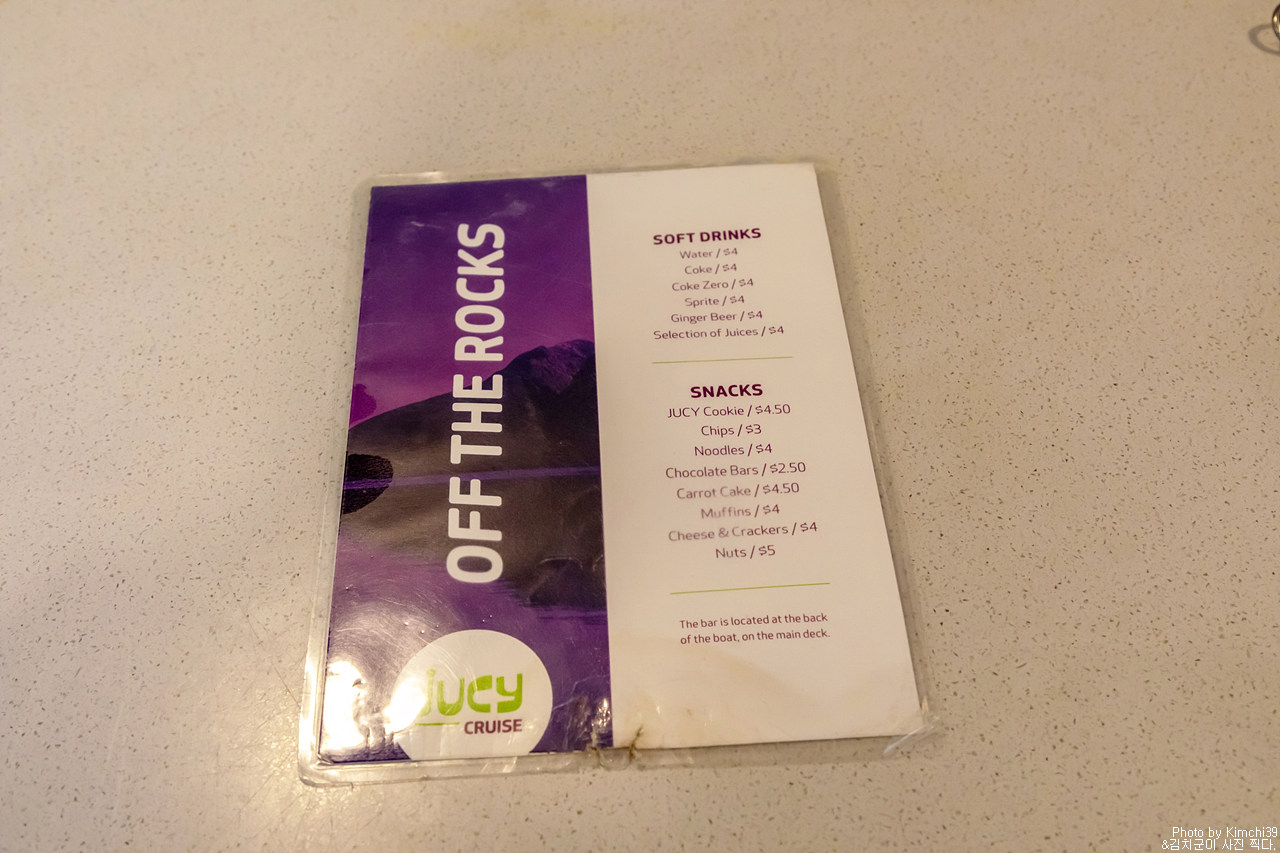 OFF THE ROCKS
jucy
CRUISE
SOFT DRINKS
Water / $4
Coke / $4
Coke Zero / $4
Sprite / $4
Ginger Beer / $4
Selection of Juices / $4
SNACKS
JUCY Cookie / $4.50
Chips / $3
Noodles / $4
Chocolate Bars / $2.50
Carrot Cake / $4.50
Muffins / $4
Cheese & Crackers / $4
Nuts / $5
The bar is located at the back
of the boat, on the main deck.
Photo by Kimchi39
&김치군이 사진 찍다.